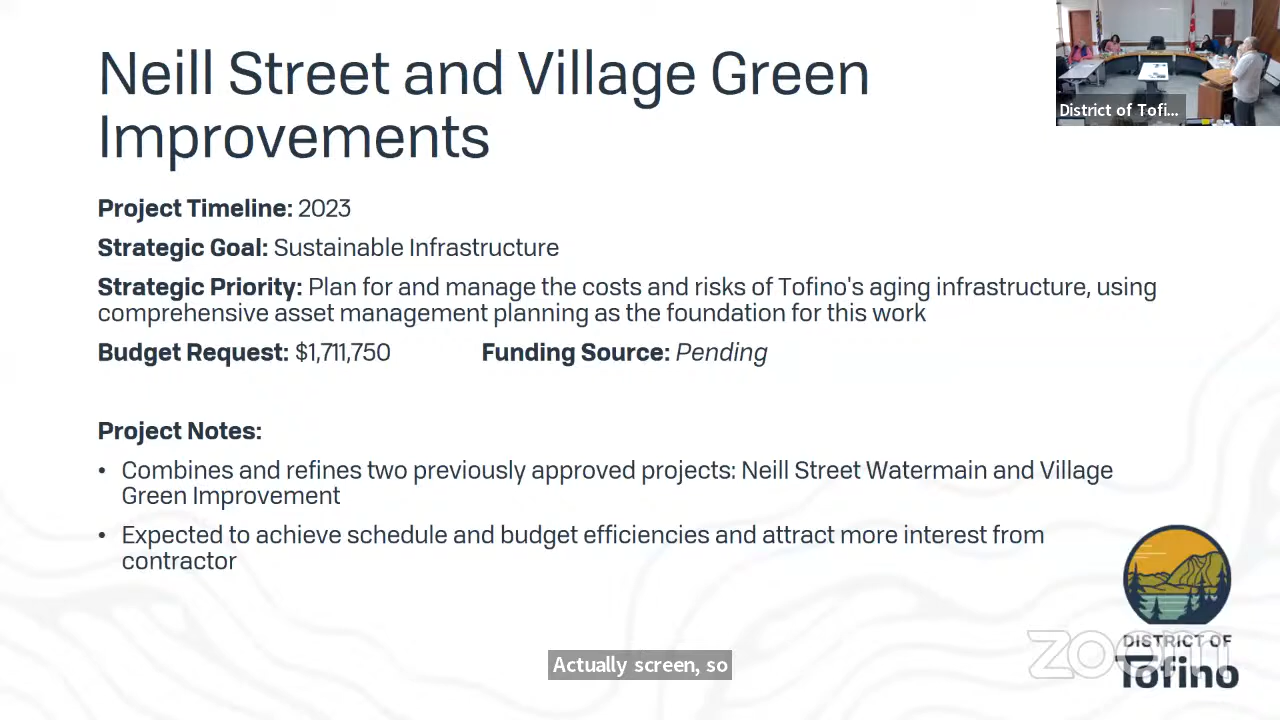 Neill Street and Village Green
Improvements
District of Tofi...
Project Timeline: 2023
Strategic Goal: Sustainable Infrastructure
Strategic Priority: Plan for and manage the costs and risks of Tofino's aging infrastructure, using
comprehensive asset management planning as the foundation for this work
Budget Request: $1,711,750 Funding Source: Pending
Project Notes:
• Combines and refines two previously approved projects: Neill Street Watermain and Village
Green Improvement
• Expected to achieve schedule and budget efficiencies and attract more interest from
contractor
Actually screen, so
zoom
DISTRICT OF
Tofino